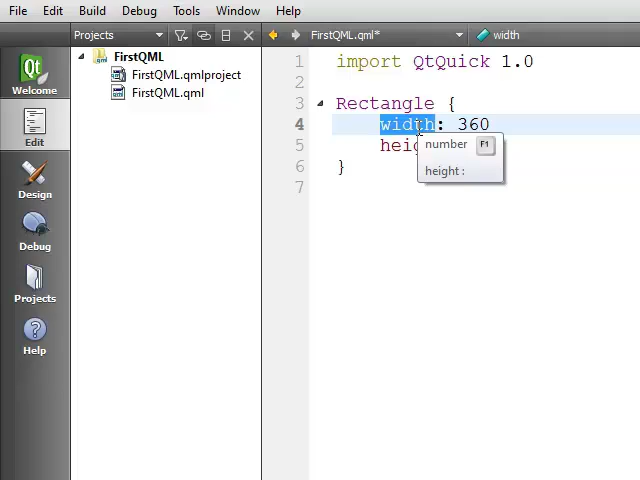 File Edit Build Debug Tools Window Help
Projects FirstQML.qml* width
Qt
Welcome
Edit
Design
Debug
Projects
Help
FirstQML
FirstQML.qmlproject
FirstQML.qml
1 import QtQuick 1.0
2
3 Rectangle {
4 width: 360
5 heig
6 }
7
number F1
height :